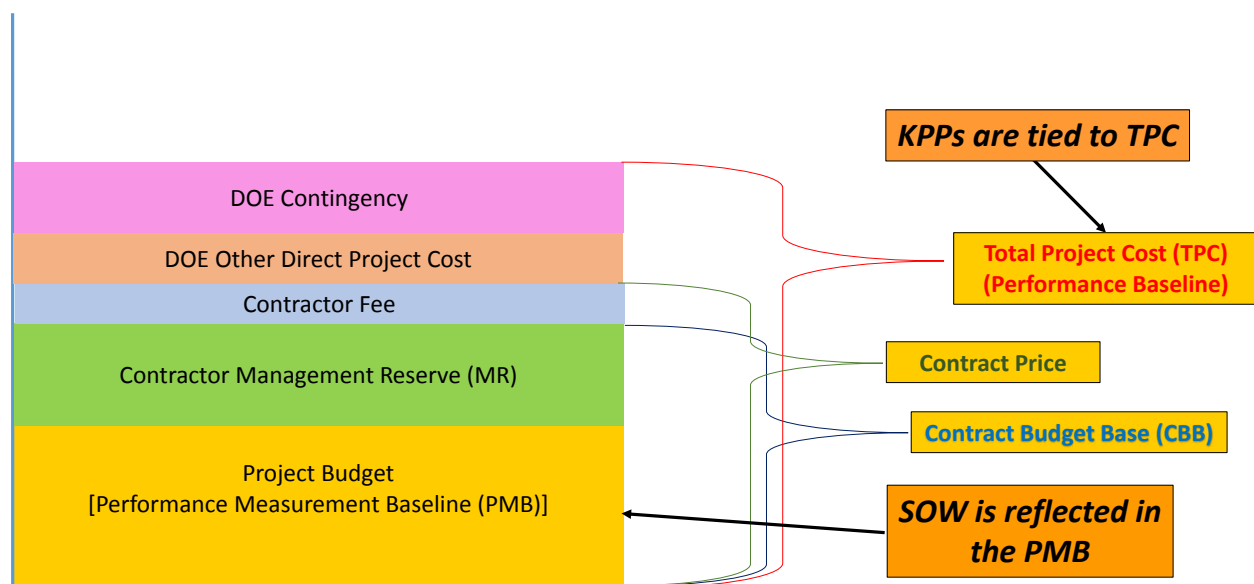 KPPs are tied to TPC
DOE Contingency
DOE Other Direct Project Cost
Total Project Cost (TPC)
(Performance Baseline)
Contractor Fee
Contractor Management Reserve (MR)
Contract Price
Contract Budget Base (CBB)
Project Budget
[Performance Measurement Baseline (PMB)]
SOW is reflected in
the PMB